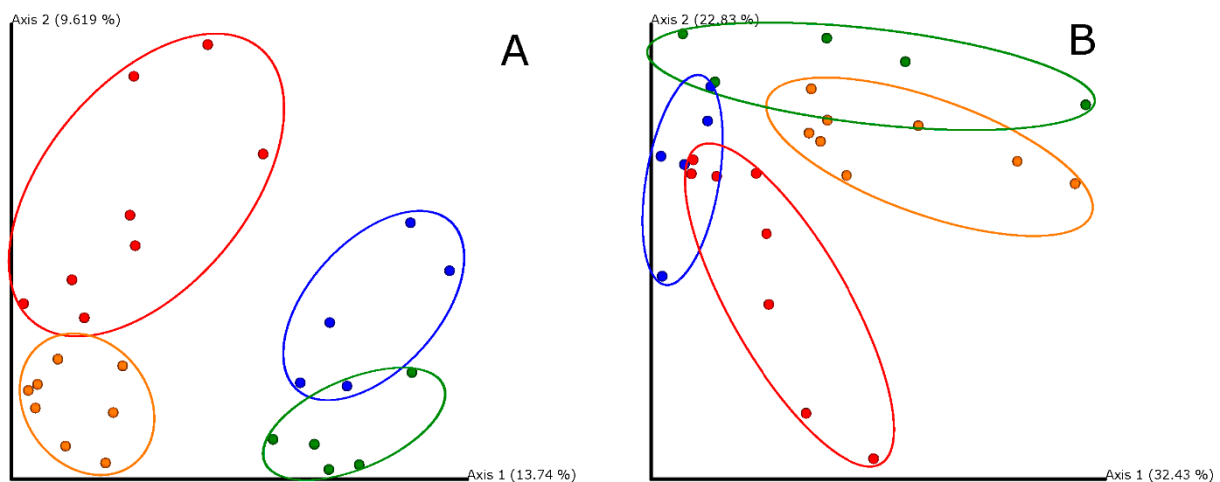 Axis 2 (9.619 %)
A
Axis 1 (13.74 %)
Axis 2 (22.83 %)
B
Axis 1 (32.43 %)